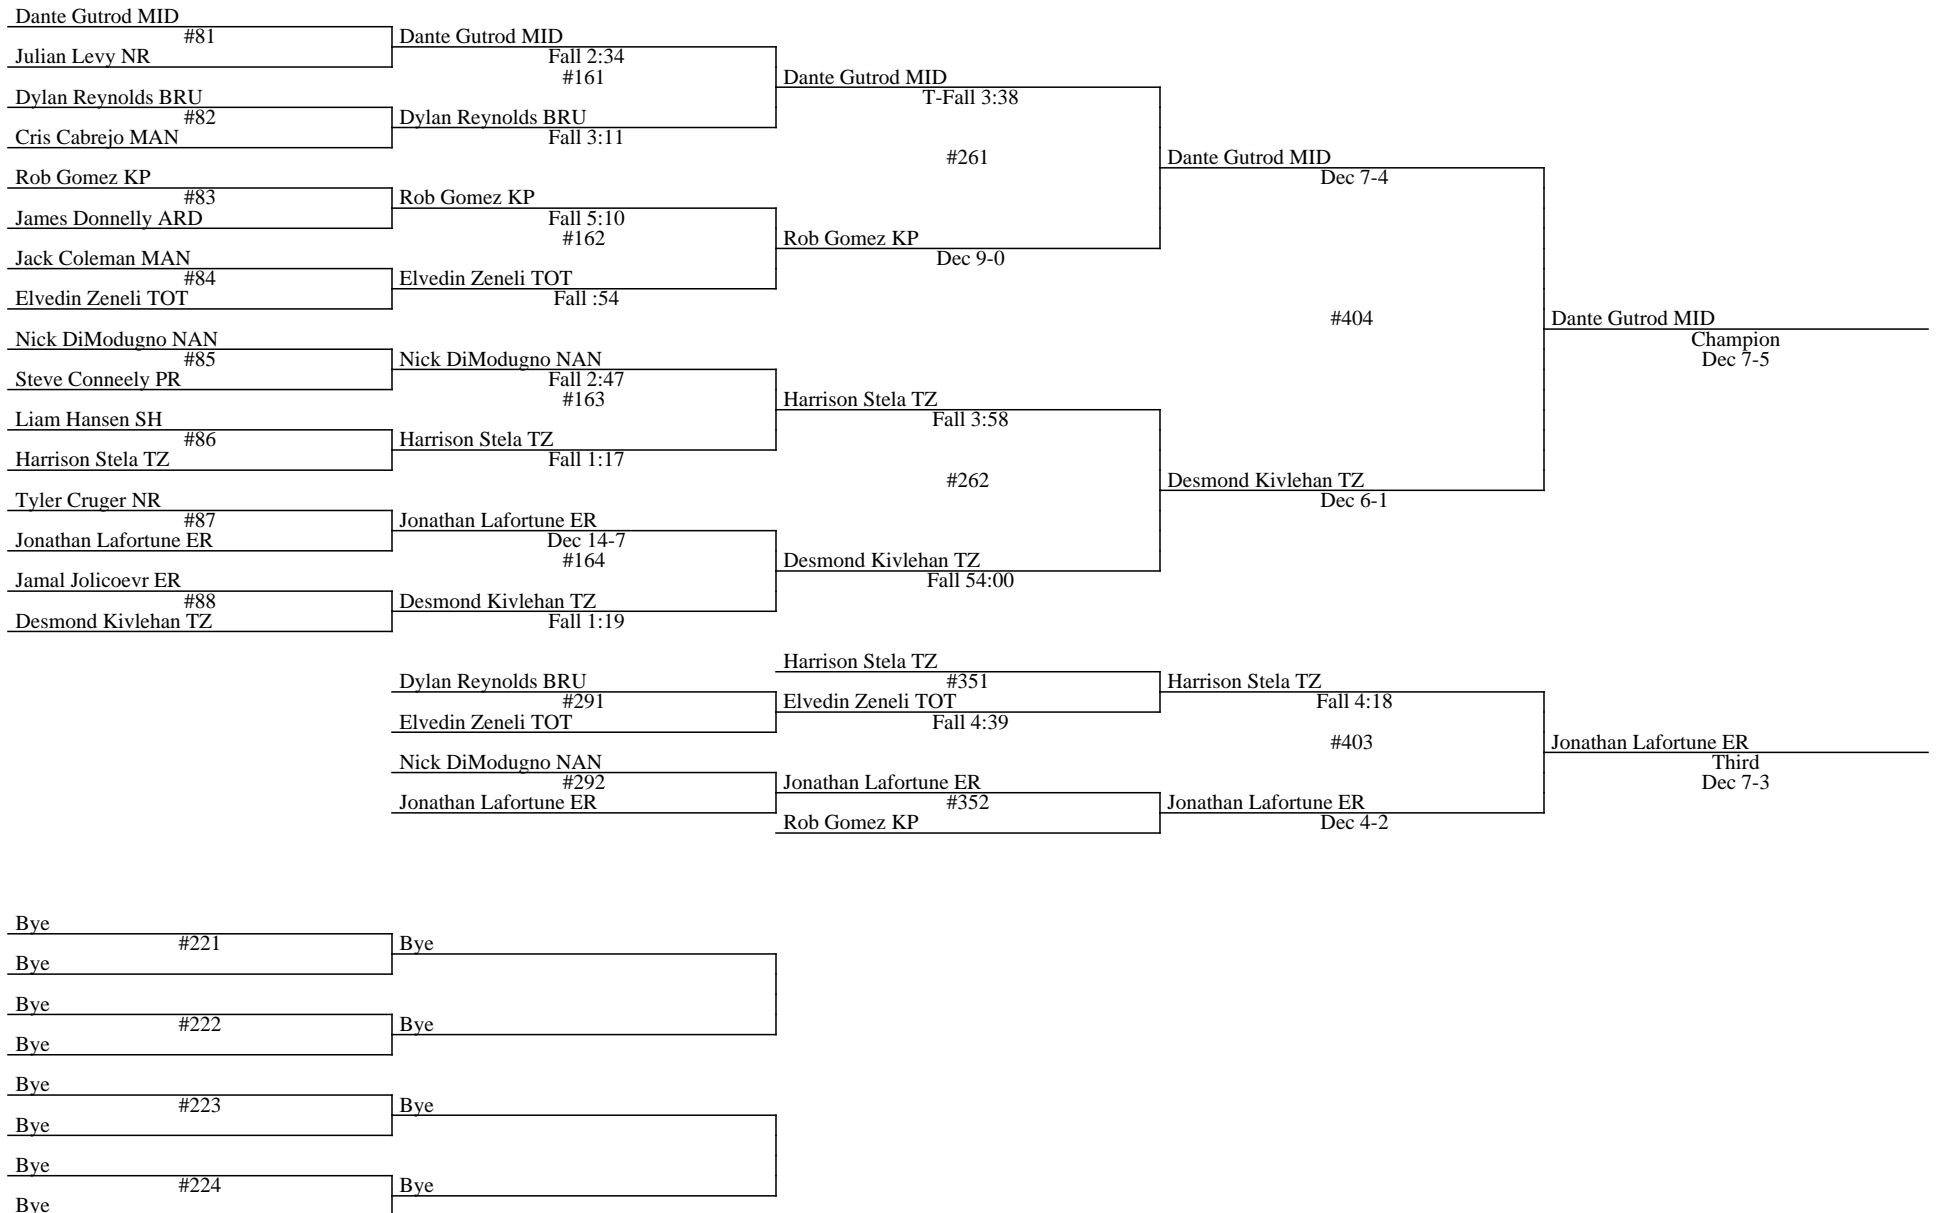 Dante Gutrod MID
#81
Julian Levy NR
Dylan Reynolds BRU
#82
Cris Cabrejo MAN
Rob Gomez KP
#83
James Donnelly ARD
Jack Coleman MAN
#84
Elvedin Zeneli TOT
Nick DiModugno NAN
#85
Steve Conneely PR
Liam Hansen SH
#86
Harrison Stela TZ
Tyler Cruger NR
#87
Jonathan Lafortune ER
Jamal Jolicoevr ER
#88
Desmond Kivlehan TZ
Dante Gutrod MID
Fall 2:34
#161
Dylan Reynolds BRU
Fall 3:11
Rob Gomez KP
Fall 5:10
#162
Elvedin Zeneli TOT
Fall :54
Nick DiModugno NAN
Fall 2:47
#163
Harrison Stela TZ
Fall 1:17
Jonathan Lafortune ER
Dec 14-7
#164
Desmond Kivlehan TZ
Fall 1:19
Dante Gutrod MID
T-Fall 3:38
#261
Rob Gomez KP
Dec 9-0
Harrison Stela TZ
Fall 3:58
#262
Desmond Kivlehan TZ
Fall 54:00
Dante Gutrod MID
Dec 7-4
#404
Desmond Kivlehan TZ
Dec 6-1
Dante Gutrod MID
Champion
Dec 7-5
Dylan Reynolds BRU
#291
Elvedin Zeneli TOT
Nick DiModugno NAN
#292
Jonathan Lafortune ER
Harrison Stela TZ
#351
Elvedin Zeneli TOT
Fall 4:39
Jonathan Lafortune ER
#352
Rob Gomez KP
Harrison Stela TZ
Fall 4:18
#403
Jonathan Lafortune ER
Dec 4-2
Jonathan Lafortune ER
Third
Dec 7-3
Bye
#221
Bye
Bye
#222
Bye
Bye
#223
Bye
Bye
#224
Bye
Bye
Bye
Bye
Bye